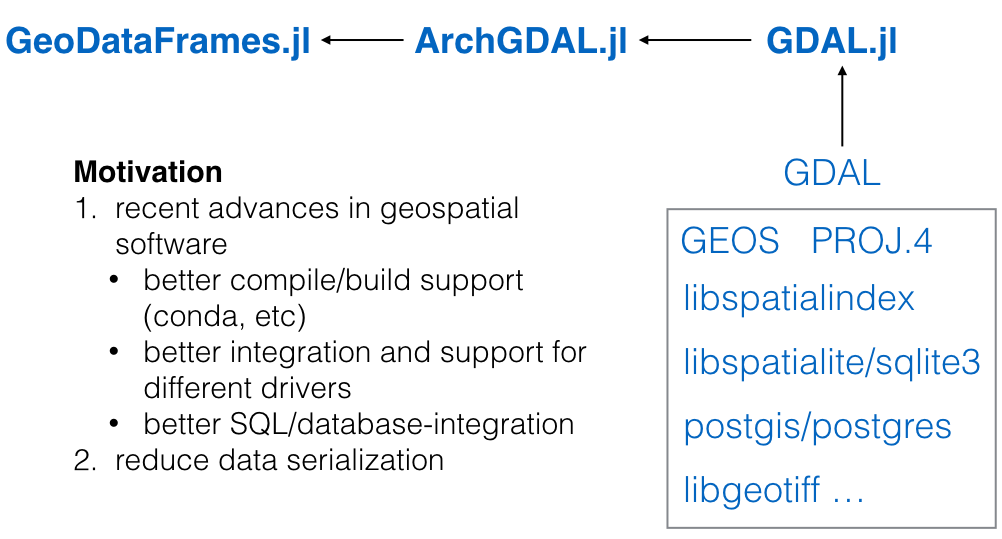 GeoDataFrames.jl ArchGDAL.jl GDAL.jl
GDAL
Motivation
1. recent advances in geospatial
software
• better compile/build support
(conda, etc)
• better integration and support for
different drivers
• better SQL/database-integration
2. reduce data serialization
GEOS PROJ.4
libspatialindex
libspatialite/sqlite3
postgis/postgres
libgeotiff …